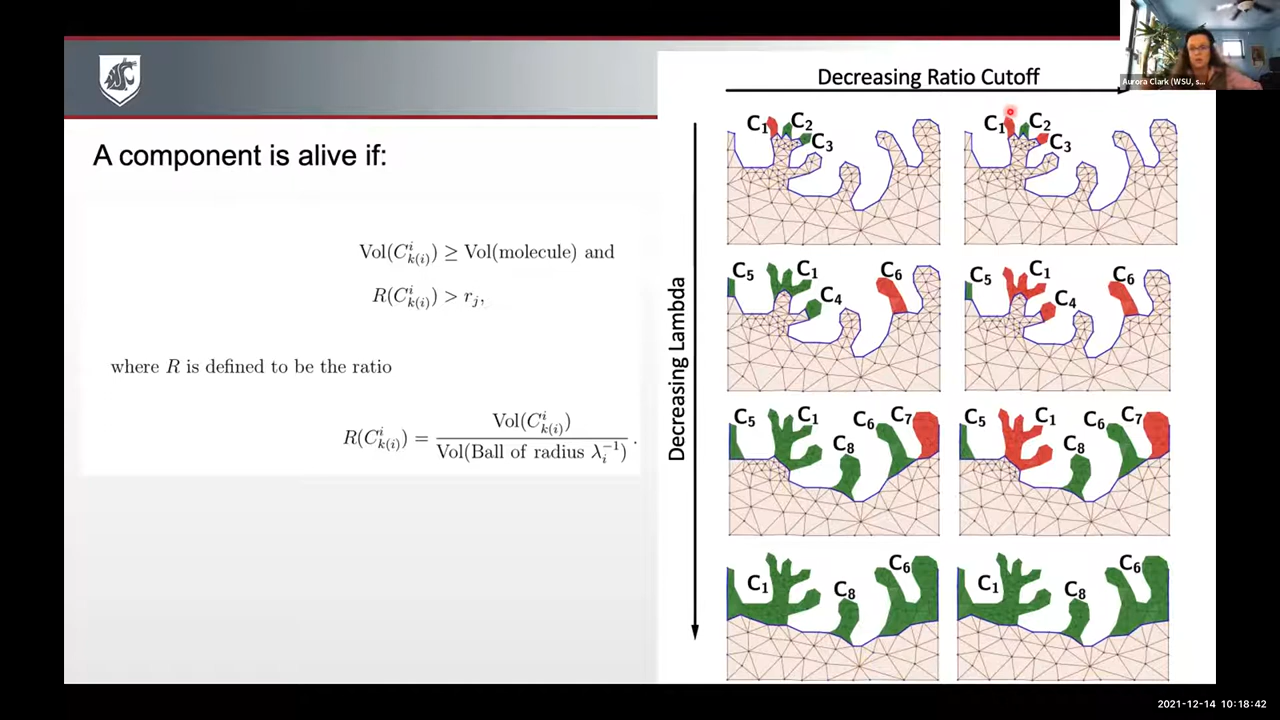 Aurora Clark (WSU, s...
Decreasing Ratio Cutoff
A component is alive if:
Vol(C^i_{k(i)}) ≥ Vol(molecule) and
R(C^i_{k(i)}) > r_j,
where R is defined to be the ratio
R(C^i_{k(i)}) = Vol(C^i_{k(i)}) / Vol(Ball of radius λ_i^{-1}) .
Decreasing Lambda
C1 C2 C3
C1 C2 C3
C5 C1 C4 C6
C5 C1 C4 C6
C5 C1 C8 C6 C7
C5 C1 C8 C6 C7
C1 C8 C6
C1 C8 C6
2021-12-14 10:18:42